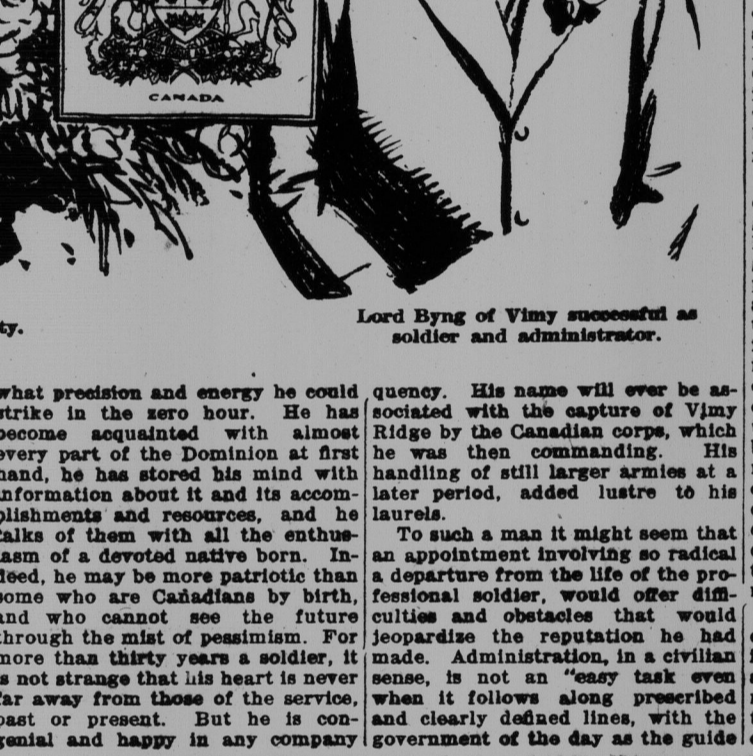 CANADA
ty.
Lord Byng of Vimy successful as
soldier and administrator.
what precision and energy he could
strike in the zero hour. He has
become acquainted with almost
every part of the Dominion at first
hand, he has stored his mind with
information about it and its accom-
plishments and resources, and he
talks of them with all the enthus-
iasm of a devoted native born. In-
deed, he may be more patriotic than
some who are Canadians by birth,
and who cannot see the future
through the mist of pessimism. For
more than thirty years a soldier, it
is not strange that his heart is never
far away from those of the service,
past or present. But he is con-
genial and happy in any company
quency. His name will ever be as-
sociated with the capture of Vimy
Ridge by the Canadian corps, which
he was then commanding. His
handling of still larger armies at a
later period, added lustre to his
laurels.
To such a man it might seem that
an appointment involving so radical
a departure from the life of the pro-
fessional soldier, would offer diffi-
culties and obstacles that would
jeopardize the reputation he had
made. Administration, in a civilian
sense, is not an "easy task even
when it follows along prescribed
and clearly defined lines, with the
government of the day as the guide